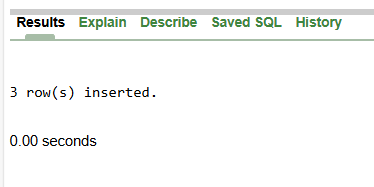 Results Explain Describe Saved SQL History
3 row(s) inserted.
0.00 seconds